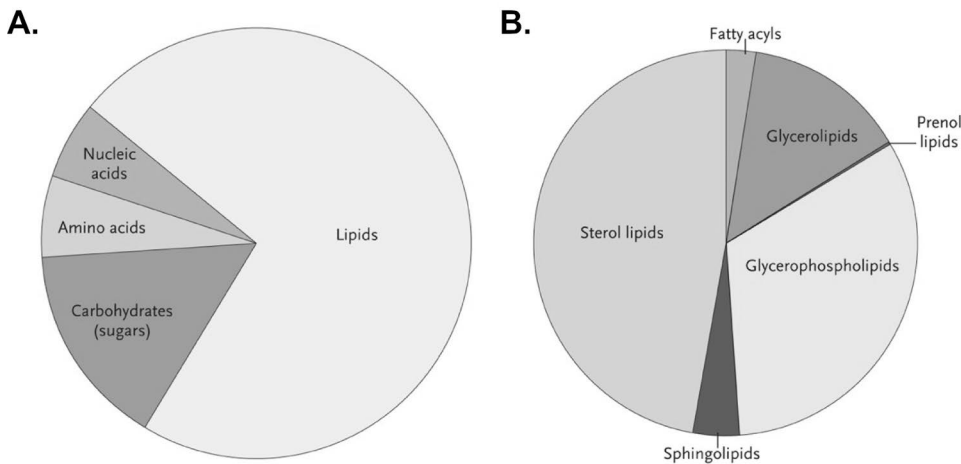 A.
Nucleic
acids
Amino acids
Carbohydrates
(sugars)
Lipids
B.
Fatty acyls
Glycerolipids
Prenol
lipids
Sterol lipids
Glycerophospholipids
Sphingolipids